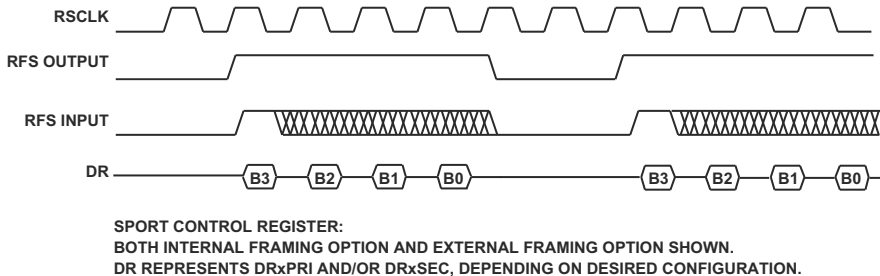 RSCLK
RFS OUTPUT
RFS INPUT
DR B3 B2 B1 B0 B3 B2 B1 B0
SPORT CONTROL REGISTER:
BOTH INTERNAL FRAMING OPTION AND EXTERNAL FRAMING OPTION SHOWN.
DR REPRESENTS DRxPRI AND/OR DRxSEC, DEPENDING ON DESIRED CONFIGURATION.